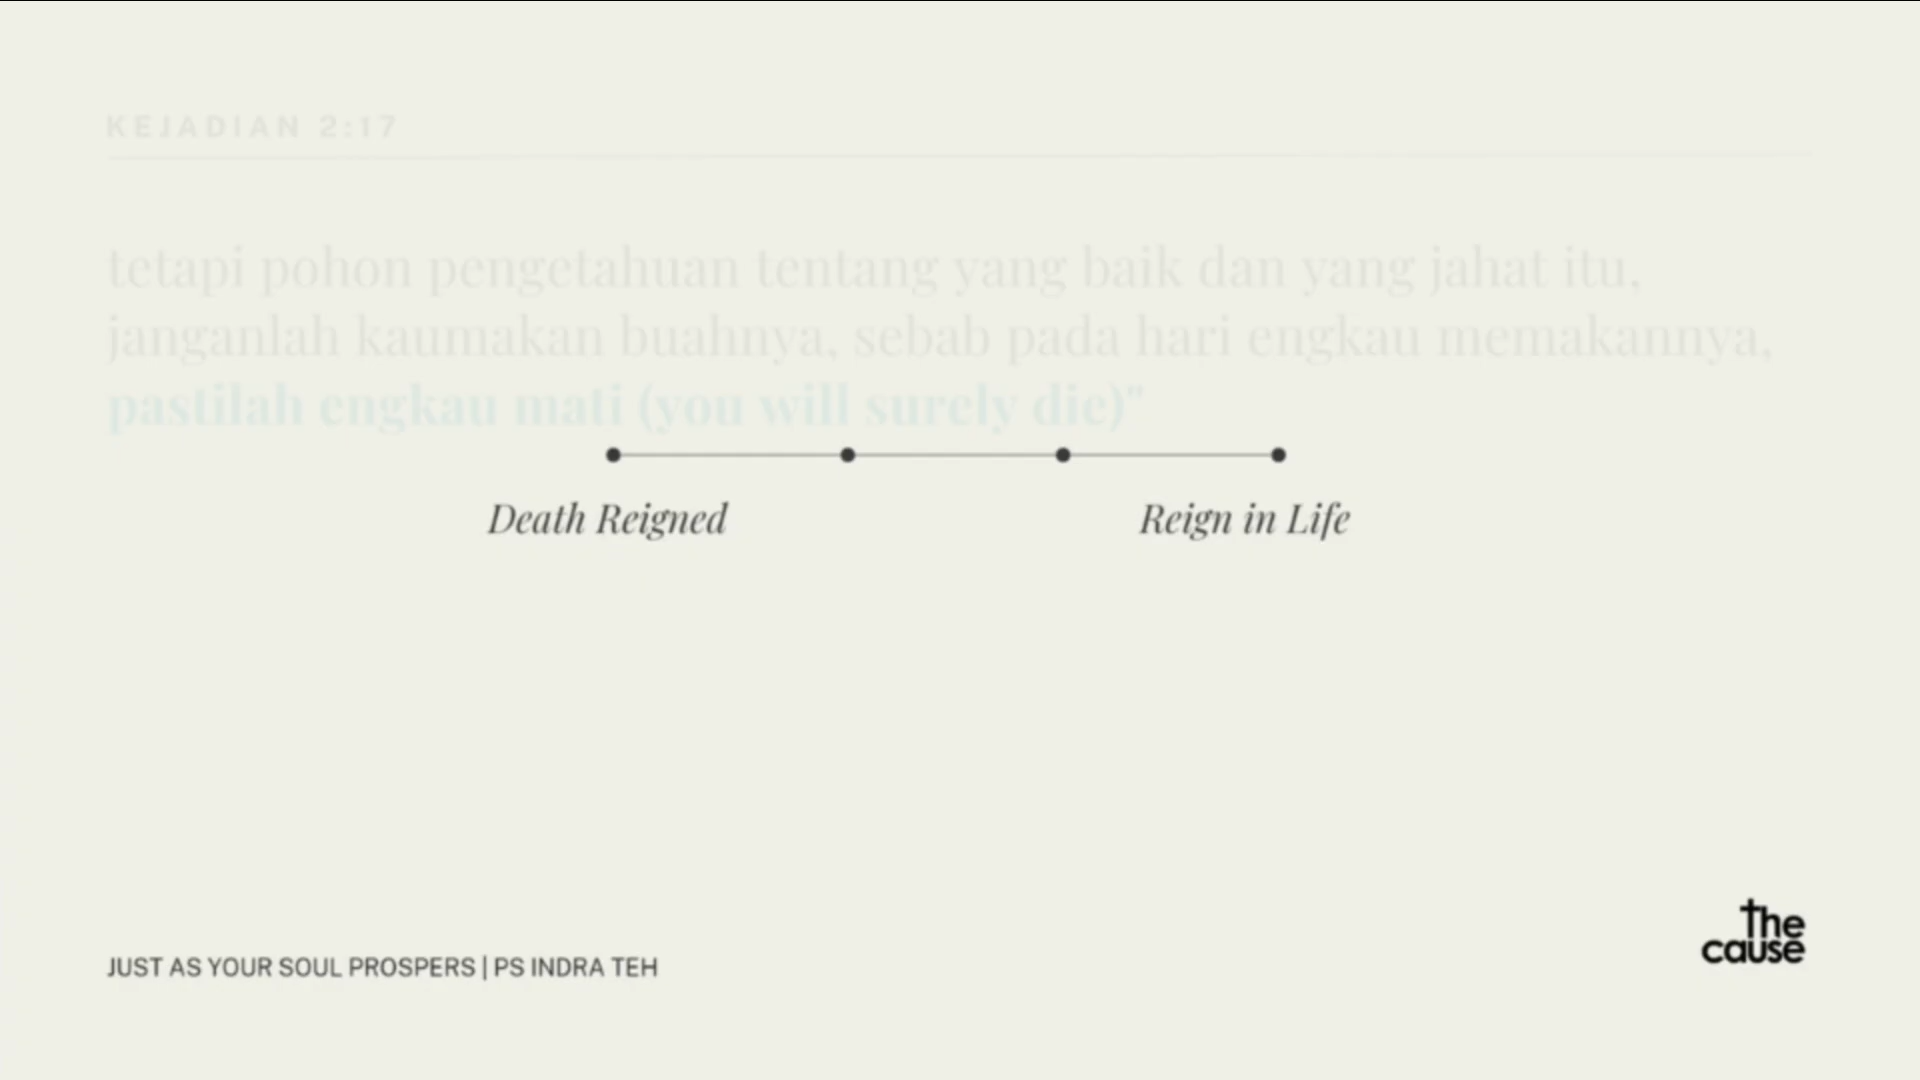 KEJADIAN 2:17
tetapi pohon pengetahuan tentang yang baik dan yang jahat itu,
janganlah kaumakan buahnya, sebab pada hari engkau memakannya,
pastilah engkau mati (you will surely die)"
Death Reigned
Reign in Life
JUST AS YOUR SOUL PROSPERS | PS INDRA TEH
the
cause